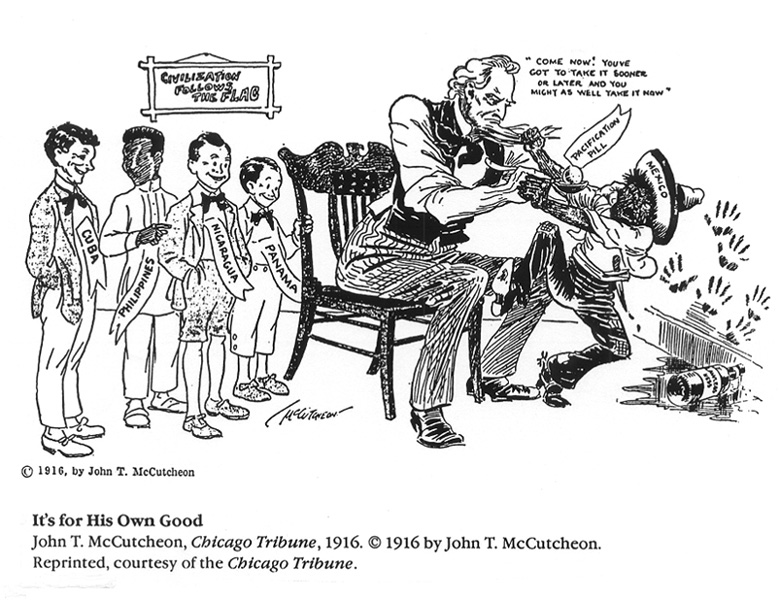 CIVILIZATION
FOLLOWS
THE FLAG
" COME NOW! YOU'VE
GOT TO TAKE IT SOONER
OR LATER AND YOU
MIGHT AS WELL TAKE IT NOW "
PACIFICATION
PILL
MEXICO
CUBA
PHILIPPINES
NICARAGUA
PANAMA
McCUTCHEON
© 1916, by John T. McCutcheon
It's for His Own Good
John T. McCutcheon, Chicago Tribune, 1916. © 1916 by John T. McCutcheon.
Reprinted, courtesy of the Chicago Tribune.